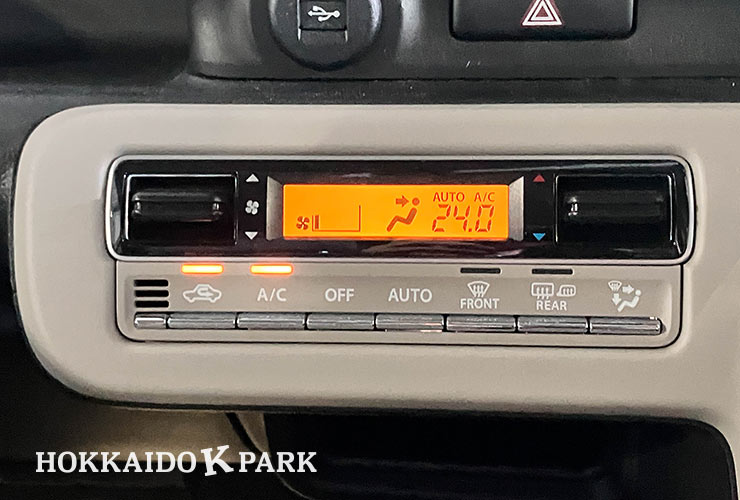 AUTO A/C
24.0
A/C
OFF
AUTO
FRONT
REAR
HOKKAIDO K PARK